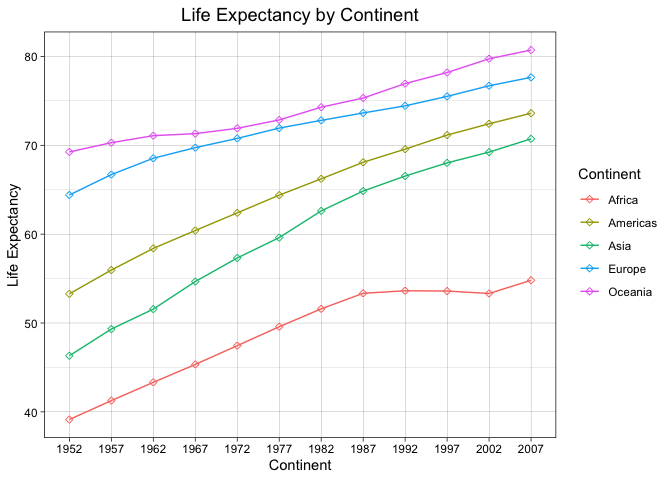 Life Expectancy by Continent
80
70
60
50
40
Life Expectancy
1952 1957 1962 1967 1972 1977 1982 1987 1992 1997 2002 2007
Continent
Continent
Africa
Americas
Asia
Europe
Oceania